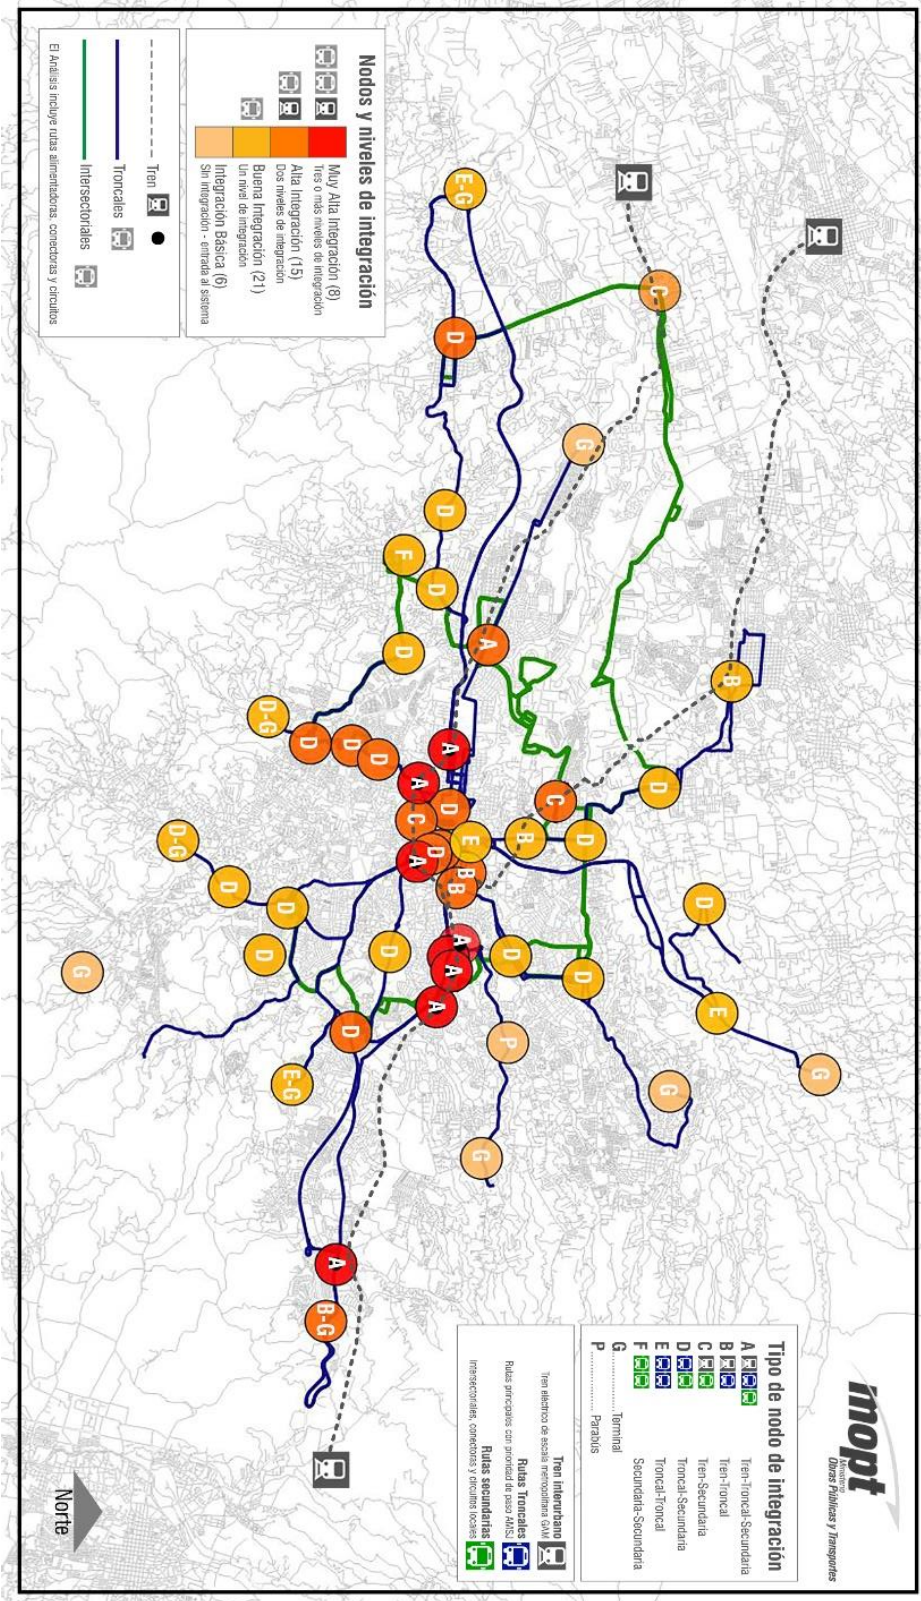 mopt
Ministerio
Obras Públicas y Transportes
Nodos y niveles de integración
Muy Alta Integración (8)
Tres o más niveles de integración
Alta Integración (15)
Dos niveles de integración
Buena Integración (21)
Un nivel de integración
Integración Básica (6)
Sin integración - entrada al sistema
Tren
Troncales
Intersectoriales
El Análisis incluye rutas alimentadoras, conectoras y circuitos
Tipo de nodo de integración
A Tren-Troncal-Secundaria
B Tren-Troncal
C Tren-Secundaria
D Troncal-Secundaria
E Troncal-Troncal
F Secundaria-Secundaria
G Terminal
P Parabús
Tren interurbano
Tren eléctrico de escala metropolitana GAM
Rutas Troncales
Rutas principales con prioridad de paso AMSJ
Rutas secundarias
Intersectoriales, conectoras y circuitos locales
Norte
E-G
D
C
G
D
F
D
D
A
B
D-G
D
D
D
A
A
D
C
D
C
D
E
B
D
D
A
B
B
D-G
D
D
D
D
G
A
A
A
D
D
D
E
G
P
G
G
D
E-G
A
B-G